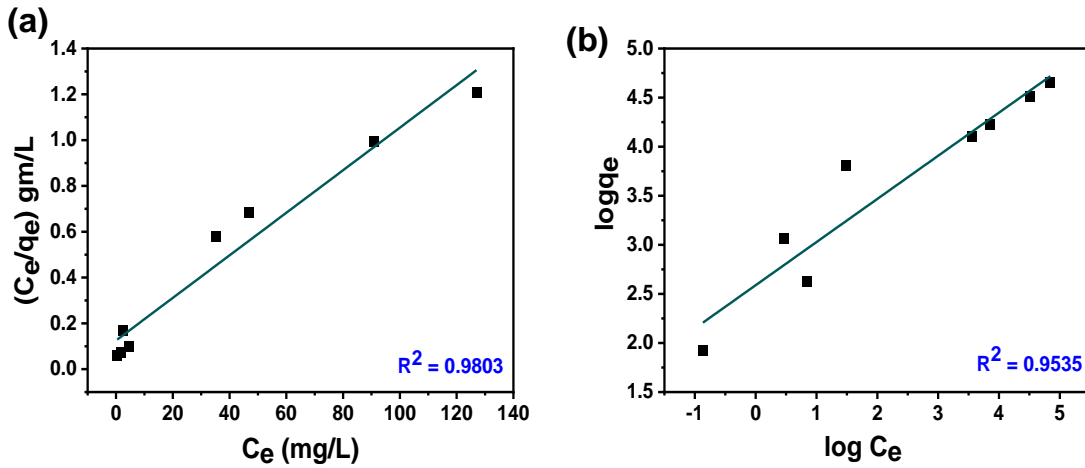 (a)
1.4
1.2
1.0
0.8
0.6
0.4
0.2
0.0
(Ce/qe) gm/L
R2 = 0.9803
0 20 40 60 80 100 120 140
Ce (mg/L)
(b)
5.0
4.5
4.0
3.5
3.0
2.5
2.0
1.5
logqe
R2 = 0.9535
-1 0 1 2 3 4 5
log Ce